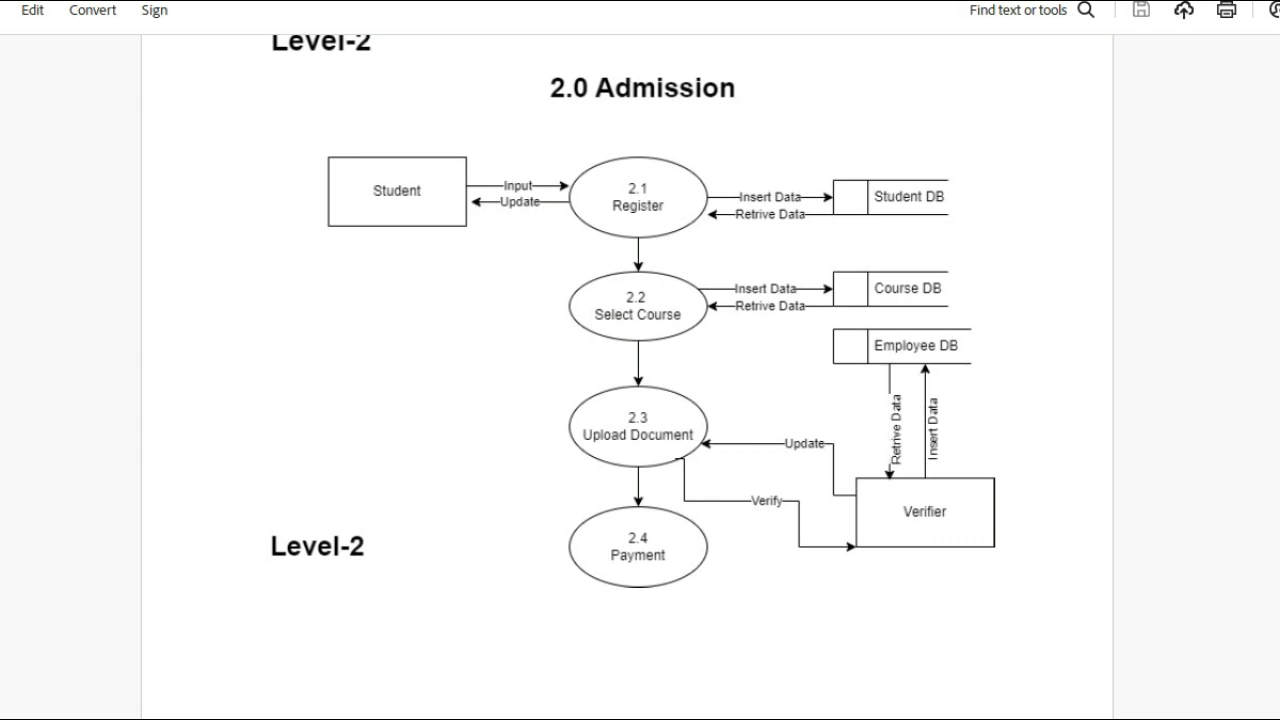 Edit Convert Sign
Find text or tools
Level-2
2.0 Admission
Student
Input
Update
2.1
Register
Insert Data
Retrive Data
Student DB
2.2
Select Course
Insert Data
Retrive Data
Course DB
Employee DB
Retrive Data
Insert Data
2.3
Upload Document
Update
Verify
Verifier
2.4
Payment
Level-2